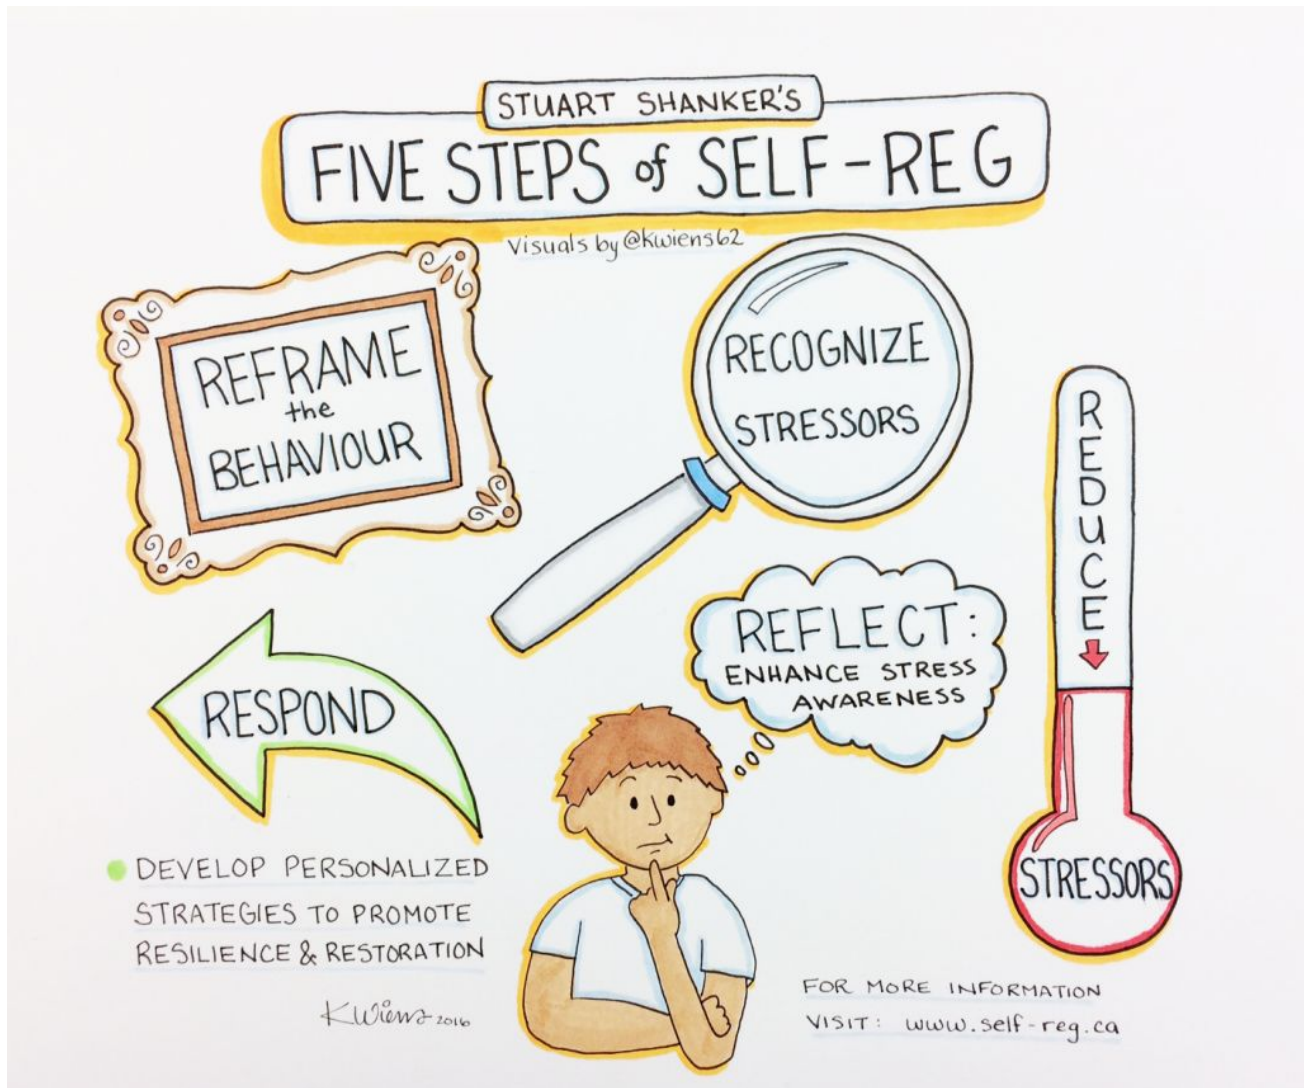 STUART SHANKER'S
FIVE STEPS of SELF-REG
Visuals by @kwiens62
REFRAME
the
BEHAVIOUR
RECOGNIZE
STRESSORS
REDUCE
STRESSORS
REFLECT:
ENHANCE STRESS
AWARENESS
RESPOND
DEVELOP PERSONALIZED
STRATEGIES TO PROMOTE
RESILIENCE & RESTORATION
KWiens 2016
FOR MORE INFORMATION
VISIT: www.self-reg.ca